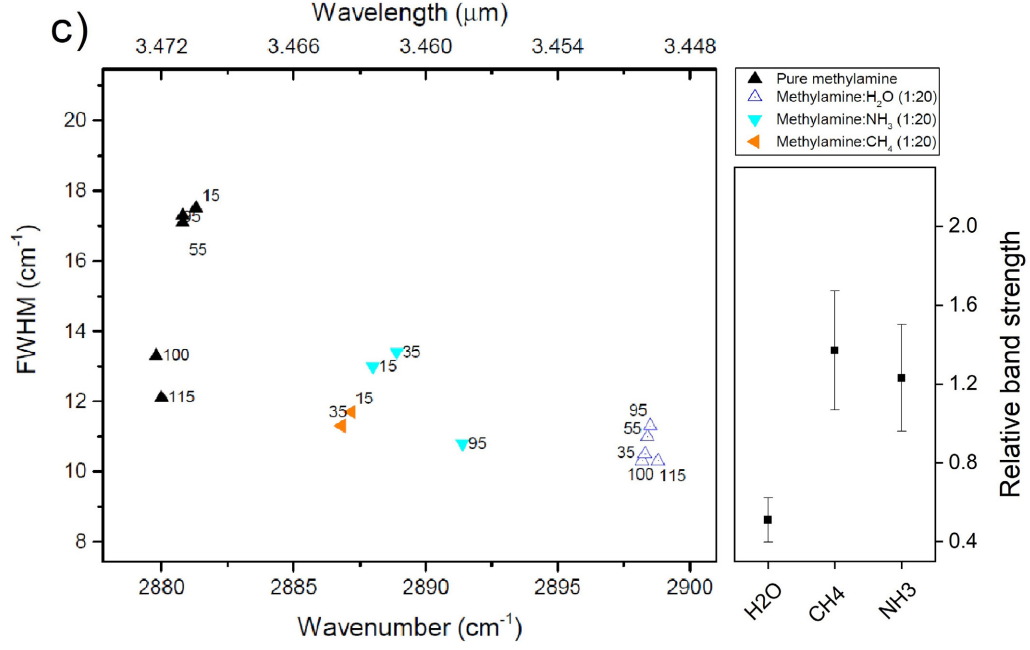 c)
Wavelength (μm)
3.472 3.466 3.460 3.454 3.448
FWHM (cm⁻¹)
20
18
16
14
12
10
8
15
55
100
115
35
15
15
35
95
95
55
35
100 115
2880 2885 2890 2895 2900
Wavenumber (cm⁻¹)
Pure methylamine
Methylamine:H₂O (1:20)
Methylamine:NH₃ (1:20)
Methylamine:CH₄ (1:20)
2.0
1.6
1.2
0.8
0.4
Relative band strength
H2O CH4 NH3